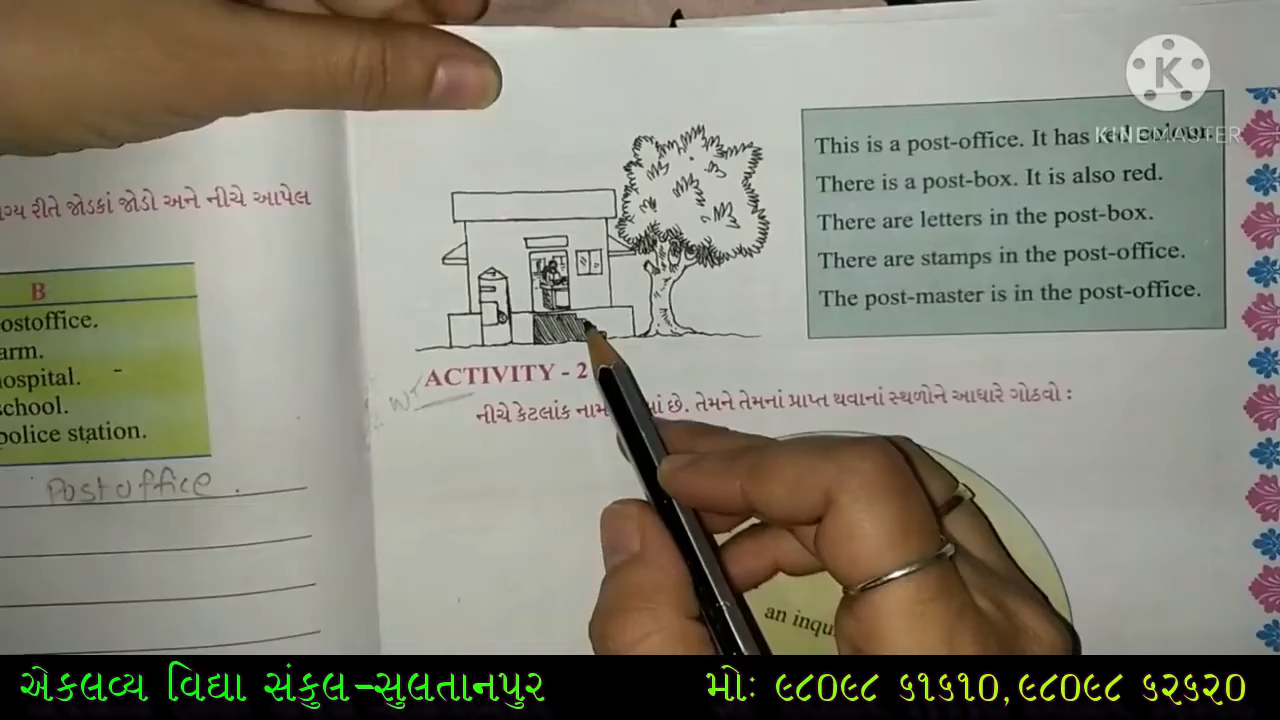 K
KINEMASTER
ગ્ય રીતે જોડકાં જોડો અને નીચે આપેલ
B
ostoffice.
arm.
hospital.
school.
police station.
Post office.
This is a post-office. It has red colour.
There is a post-box. It is also red.
There are letters in the post-box.
There are stamps in the post-office.
The post-master is in the post-office.
ACTIVITY - 2
નીચે કેટલાંક નામ છે. તેમને તેમનાં પ્રાપ્ત થવાનાં સ્થળોને આધારે ગોઠવો :
an inqu
એકલવ્ય વિદ્યા સંકુલ-સુલતાનપુર
મોઃ ૯૮૦૯૮ ૬૧૬૧૦,૯૮૦૯૮ ૬૨૬૨૦